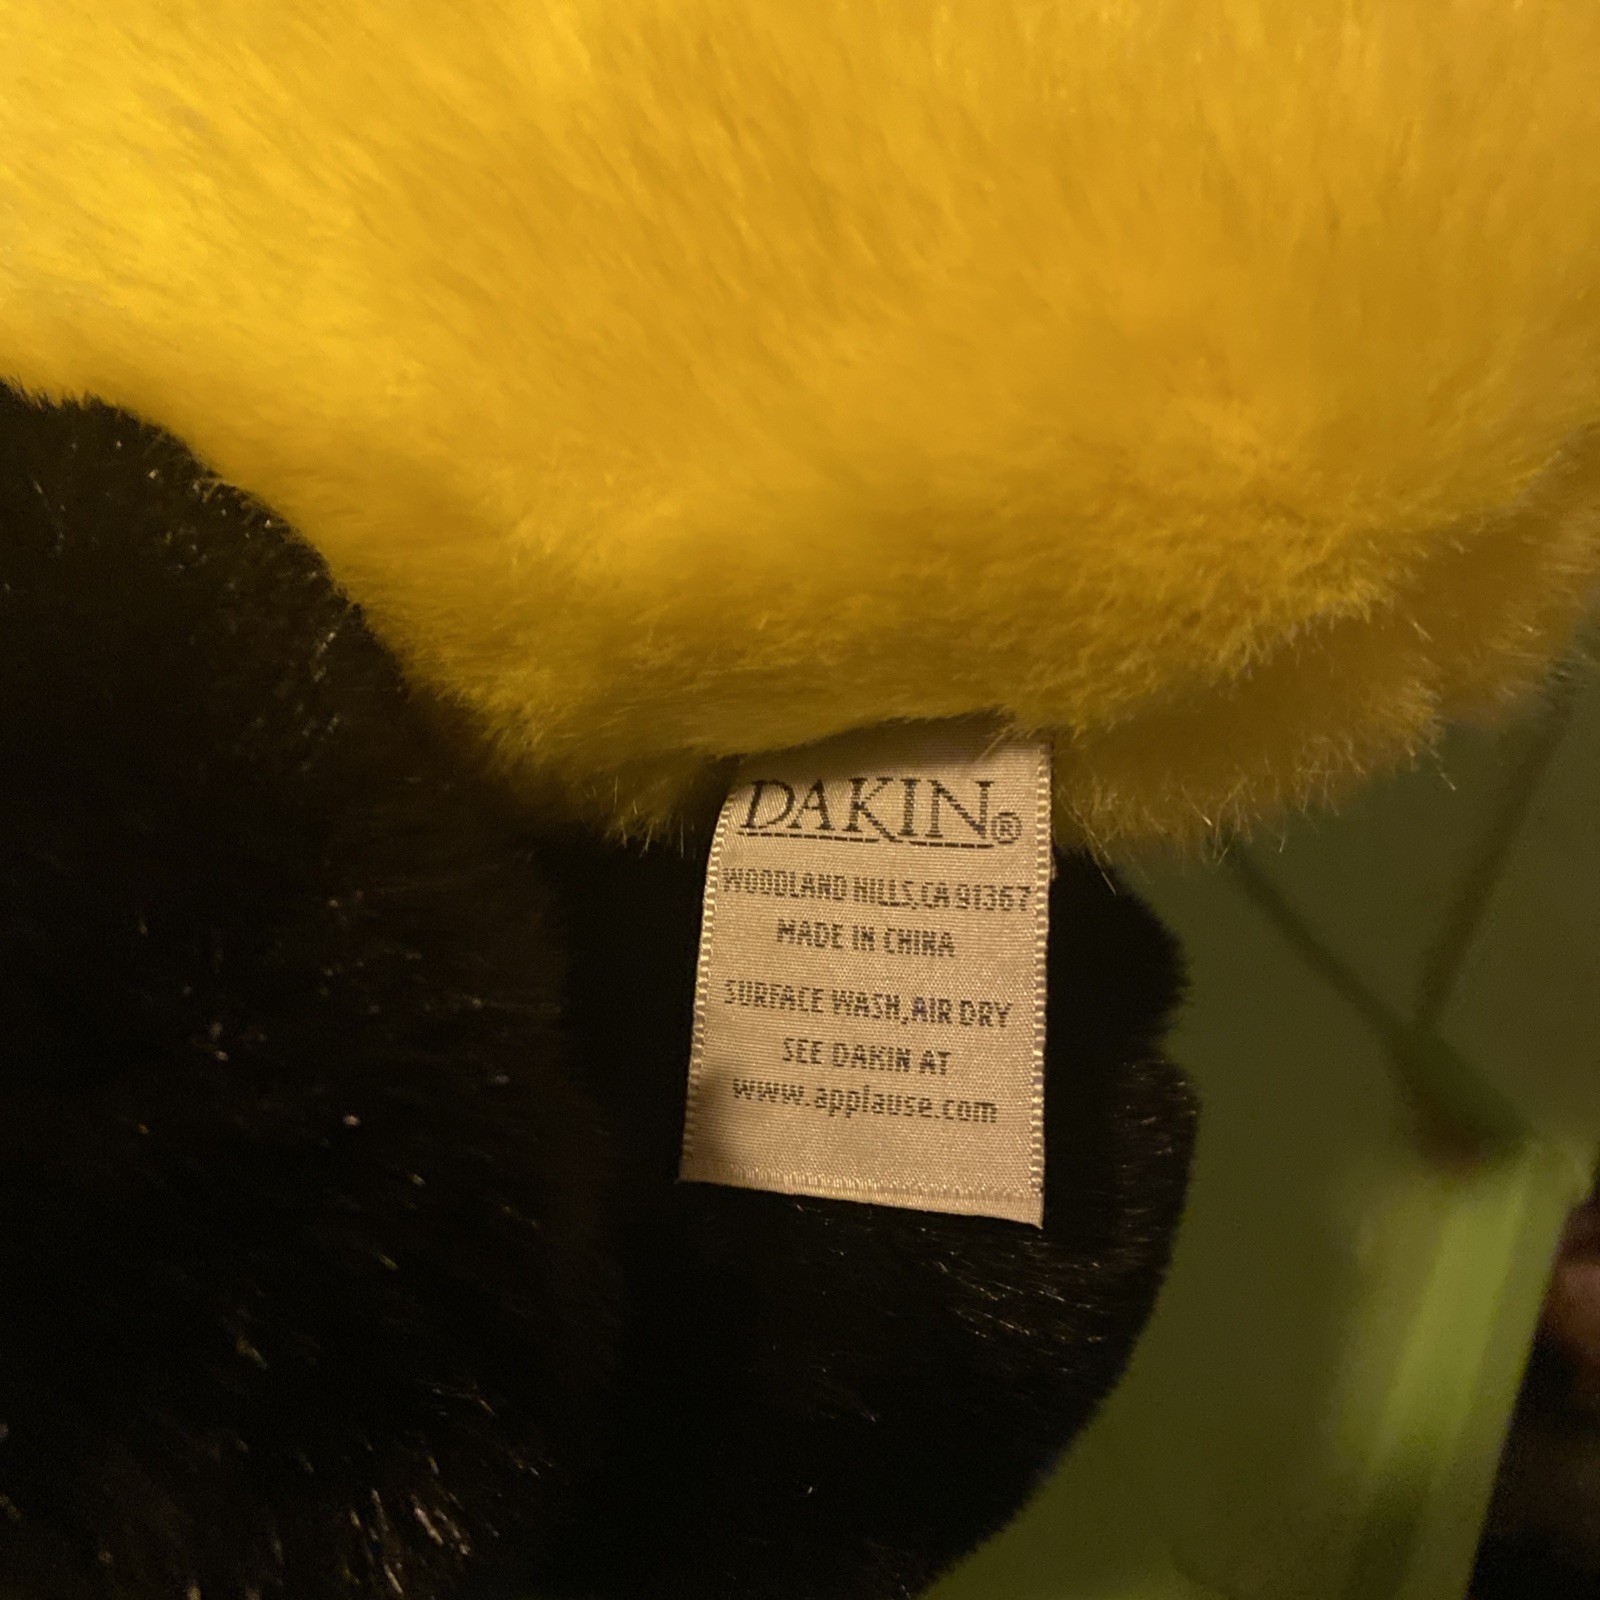 DAKIN®
WOODLAND HILLS,CA 91367
MADE IN CHINA
SURFACE WASH,AIR DRY
SEE DAKIN AT
www.applause.com